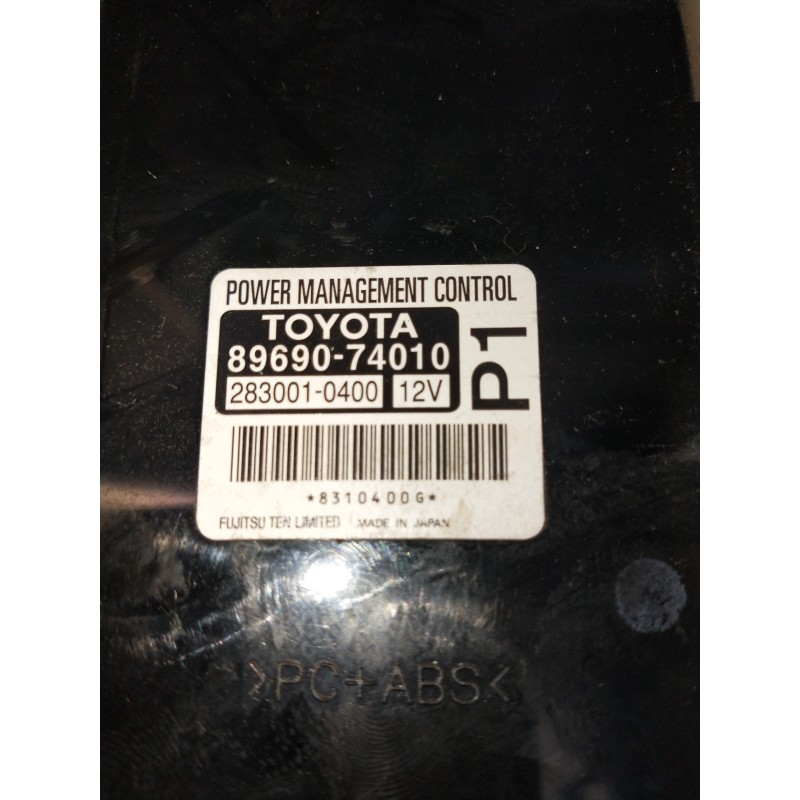 POWER MANAGEMENT CONTROL
TOYOTA
89690-74010
283001-0400 12V
P1
*8310400G*
FUJITSU TEN LIMITED MADE IN JAPAN
>PC+ABS<